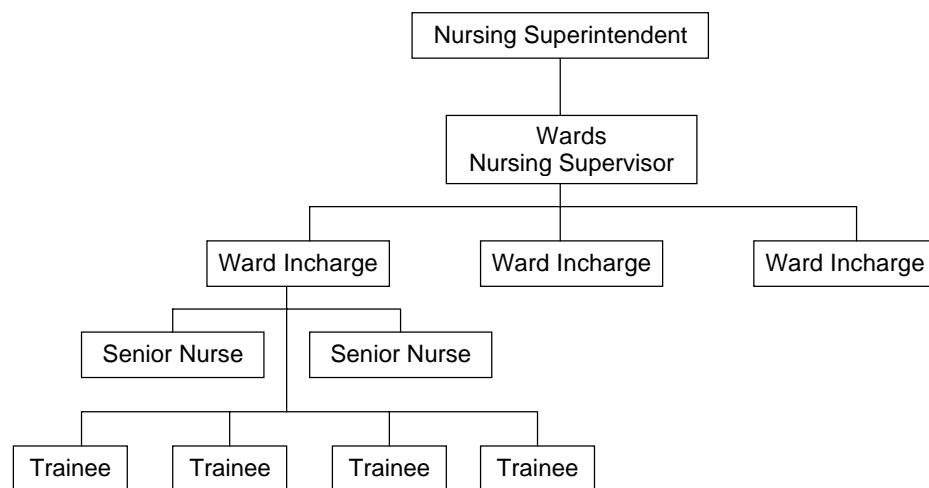 Nursing Superintendent
Wards
Nursing Supervisor
Ward Incharge
Ward Incharge
Ward Incharge
Senior Nurse
Senior Nurse
Trainee
Trainee
Trainee
Trainee